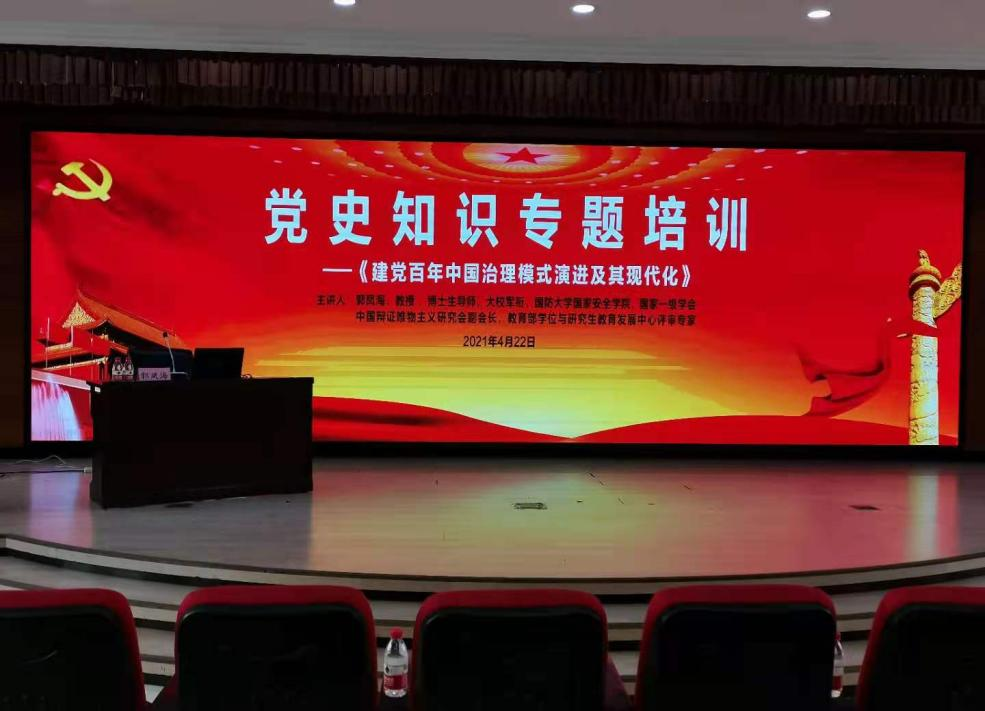 党史知识专题培训
——《建党百年中国治理模式演进及其现代化》
主讲人：郭凤海：教授、博士生导师、大校军衔、国防大学国家安全学院、国家一级学会
中国辩证唯物主义研究会副会长、教育部学位与研究生教育发展中心评审专家
2021年4月22日
郭凤海